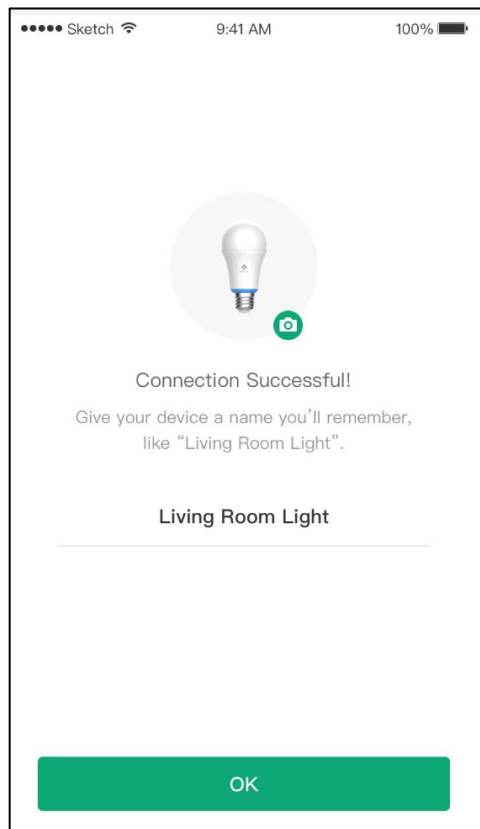 Sketch 9:41 AM 100%
Connection Successful!
Give your device a name you’ll remember,
like “Living Room Light”.
Living Room Light
OK